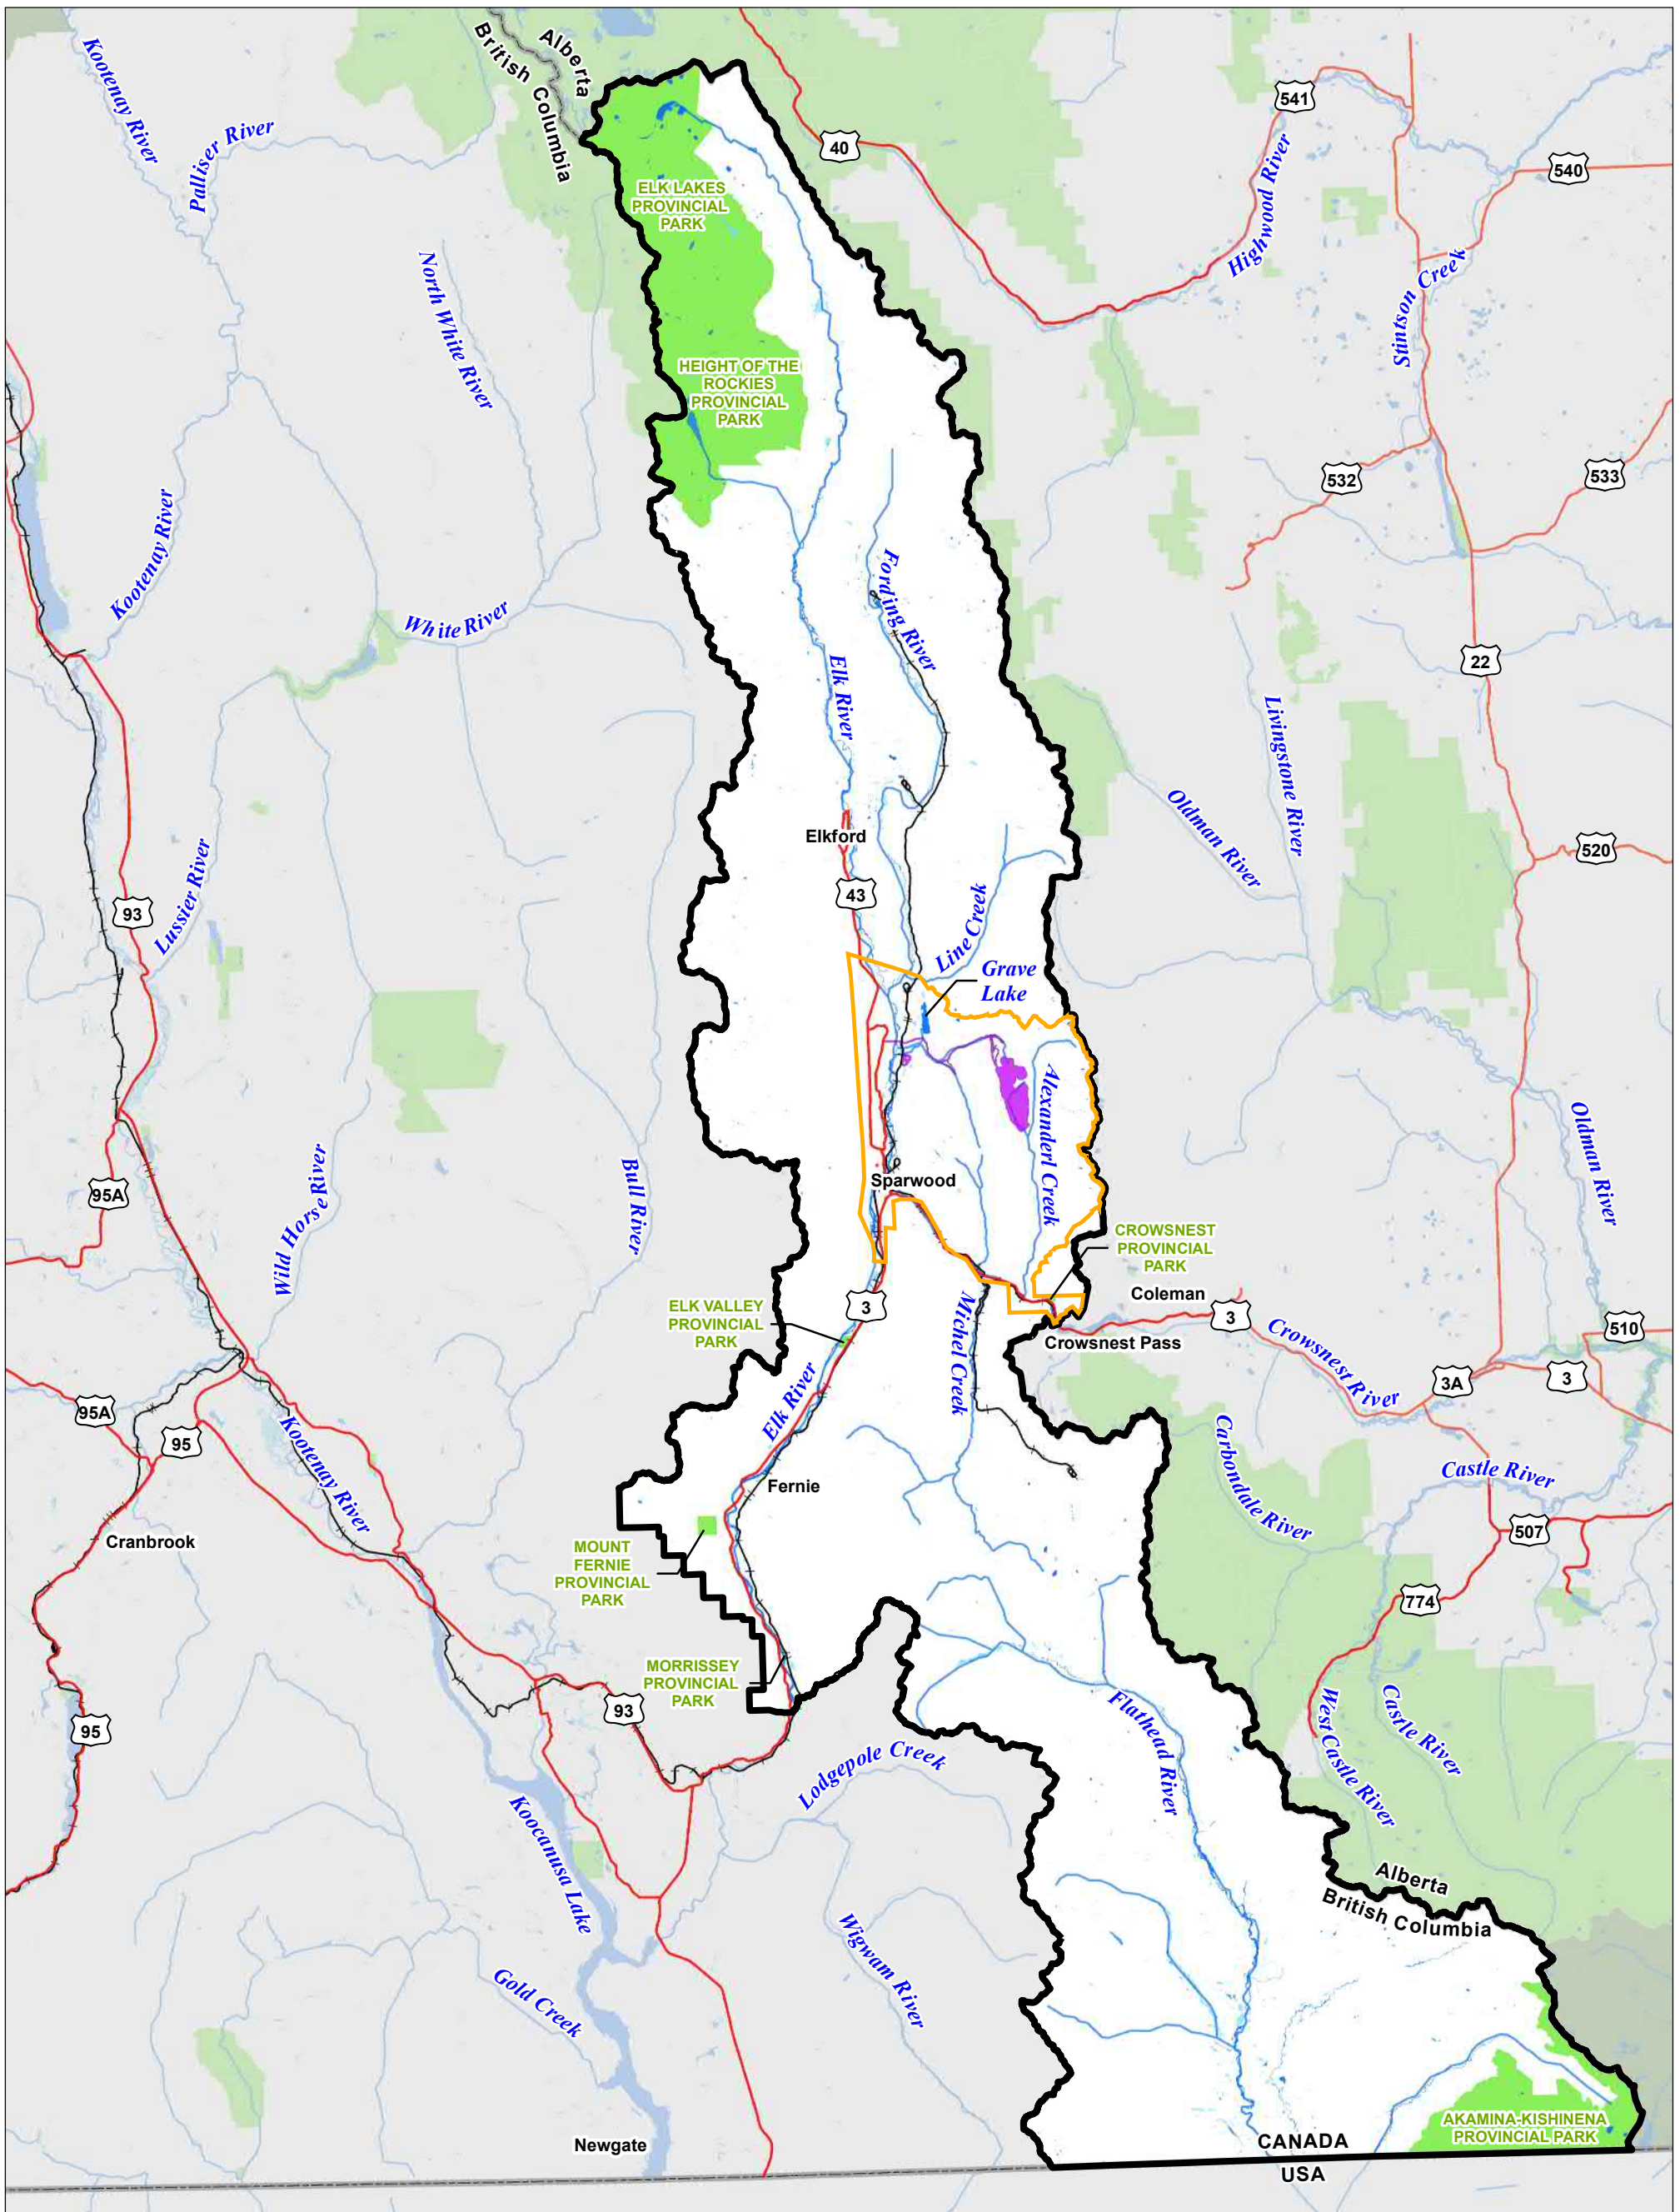 Kootenay River
British Columbia
Alberta
Palliser River
541
40
540
Highwood River
ELK LAKES
PROVINCIAL
PARK
North White River
Stintson Creek
HEIGHT OF THE
ROCKIES
PROVINCIAL
PARK
532
533
Kootenay River
Fording River
White River
Elk River
22
Livingstone River
Oldman River
Elkford
520
43
93
Lussier River
Line Creek
Grave
Lake
Alexanderl Creek
Oldman River
95A
Wild Horse River
Bull River
Sparwood
CROWSNEST
PROVINCIAL
PARK
ELK VALLEY
PROVINCIAL
PARK
3
Coleman
3
Crowsnest Pass
Crowsnest River
510
Michel Creek
3A
3
95A
95
Kootenay River
Elk River
Carbondale River
Castle River
Fernie
507
Cranbrook
MOUNT
FERNIE
PROVINCIAL
PARK
774
MORRISSEY
PROVINCIAL
PARK
93
95
Flathead River
West Castle River
Castle River
Lodgepole Creek
Koocanusa Lake
Alberta
British Columbia
Wigwam River
Gold Creek
Newgate
AKAMINA-KISHINENA
PROVINCIAL PARK
CANADA
USA